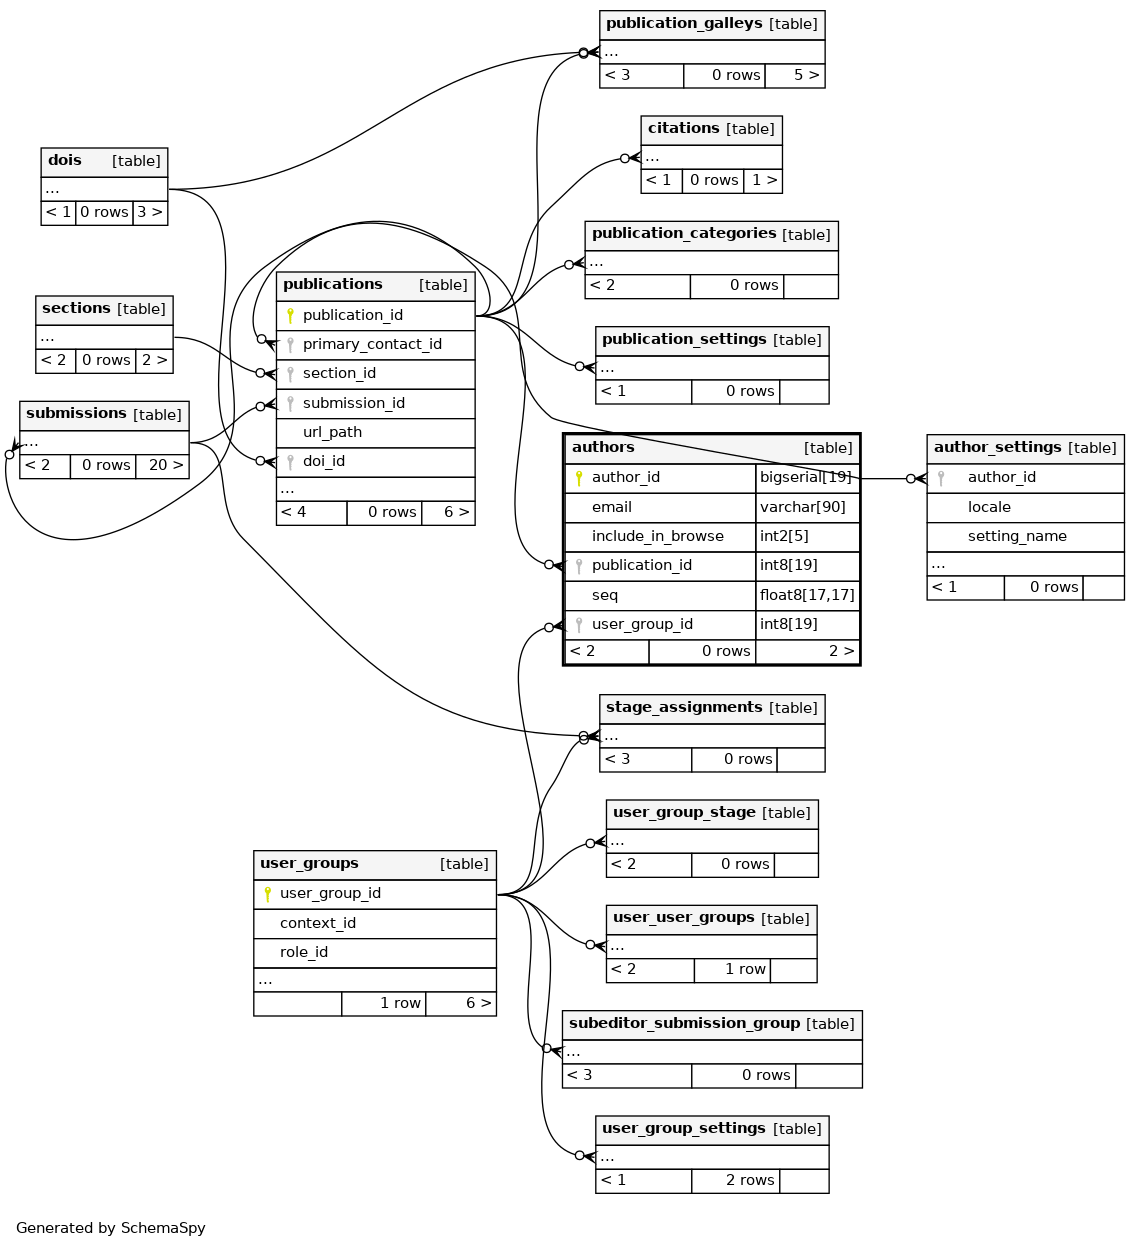 publication_galleys [table]
...
< 3 0 rows 5 >
citations [table]
...
< 1 0 rows 1 >
dois [table]
...
< 1 0 rows 3 >
publication_categories [table]
...
< 2 0 rows
publications [table]
publication_id
primary_contact_id
section_id
submission_id
url_path
doi_id
...
< 4 0 rows 6 >
sections [table]
...
< 2 0 rows 2 >
publication_settings [table]
...
< 1 0 rows
submissions [table]
...
< 2 0 rows 20 >
authors [table]
author_id bigserial[19]
email varchar[90]
include_in_browse int2[5]
publication_id int8[19]
seq float8[17,17]
user_group_id int8[19]
< 2 0 rows 2 >
author_settings [table]
author_id
locale
setting_name
...
< 1 0 rows
stage_assignments [table]
...
< 3 0 rows
user_group_stage [table]
...
< 2 0 rows
user_groups [table]
user_group_id
context_id
role_id
...
1 row 6 >
user_user_groups [table]
...
< 2 1 row
subeditor_submission_group [table]
...
< 3 0 rows
user_group_settings [table]
...
< 1 2 rows
Generated by SchemaSpy